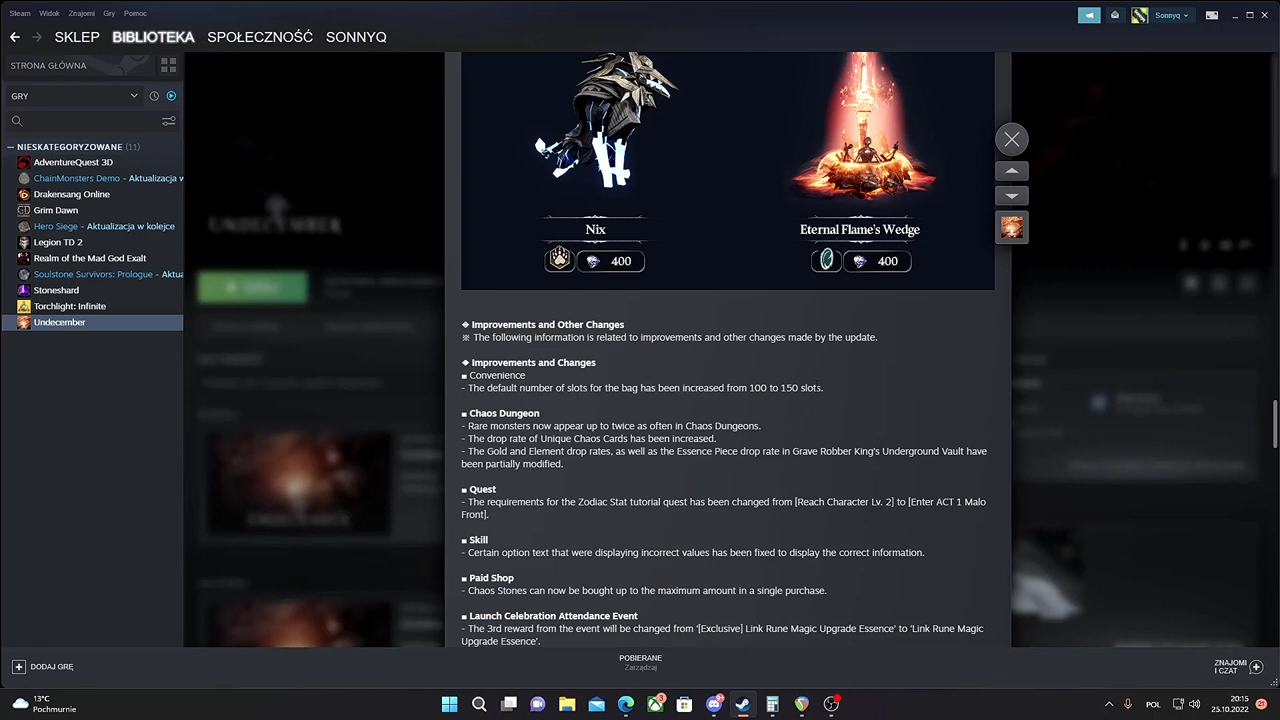 Steam Widok Znajomi Gry Pomoc
Sonnyq
SKLEP BIBLIOTEKA SPOŁECZNOŚĆ SONNYQ
STRONA GŁÓWNA
GRY
NIESKATEGORYZOWANE (11)
AdventureQuest 3D
ChainMonsters Demo - Aktualizacja w
Drakensang Online
Grim Dawn
Hero Siege - Aktualizacja w kolejce
Legion TD 2
Realm of the Mad God Exalt
Soulstone Survivors: Prologue - Aktua
Stoneshard
Torchlight: Infinite
Undecember
Nix
400
Eternal Flame's Wedge
400
❖ Improvements and Other Changes
※ The following information is related to improvements and other changes made by the update.
❖ Improvements and Changes
■ Convenience
- The default number of slots for the bag has been increased from 100 to 150 slots.
■ Chaos Dungeon
- Rare monsters now appear up to twice as often in Chaos Dungeons.
- The drop rate of Unique Chaos Cards has been increased.
- The Gold and Element drop rates, as well as the Essence Piece drop rate in Grave Robber King's Underground Vault have
been partially modified.
■ Quest
- The requirements for the Zodiac Stat tutorial quest has been changed from [Reach Character Lv. 2] to [Enter ACT 1 Malo
Front].
■ Skill
- Certain option text that were displaying incorrect values has been fixed to display the correct information.
■ Paid Shop
- Chaos Stones can now be bought up to the maximum amount in a single purchase.
■ Launch Celebration Attendance Event
- The 3rd reward from the event will be changed from '[Exclusive] Link Rune Magic Upgrade Essence' to 'Link Rune Magic
Upgrade Essence'.
DODAJ GRĘ
POBIERANE
Zarządzaj
ZNAJOMI
I CZAT
13°C
Pochmurnie
POL
20:15
25.10.2022